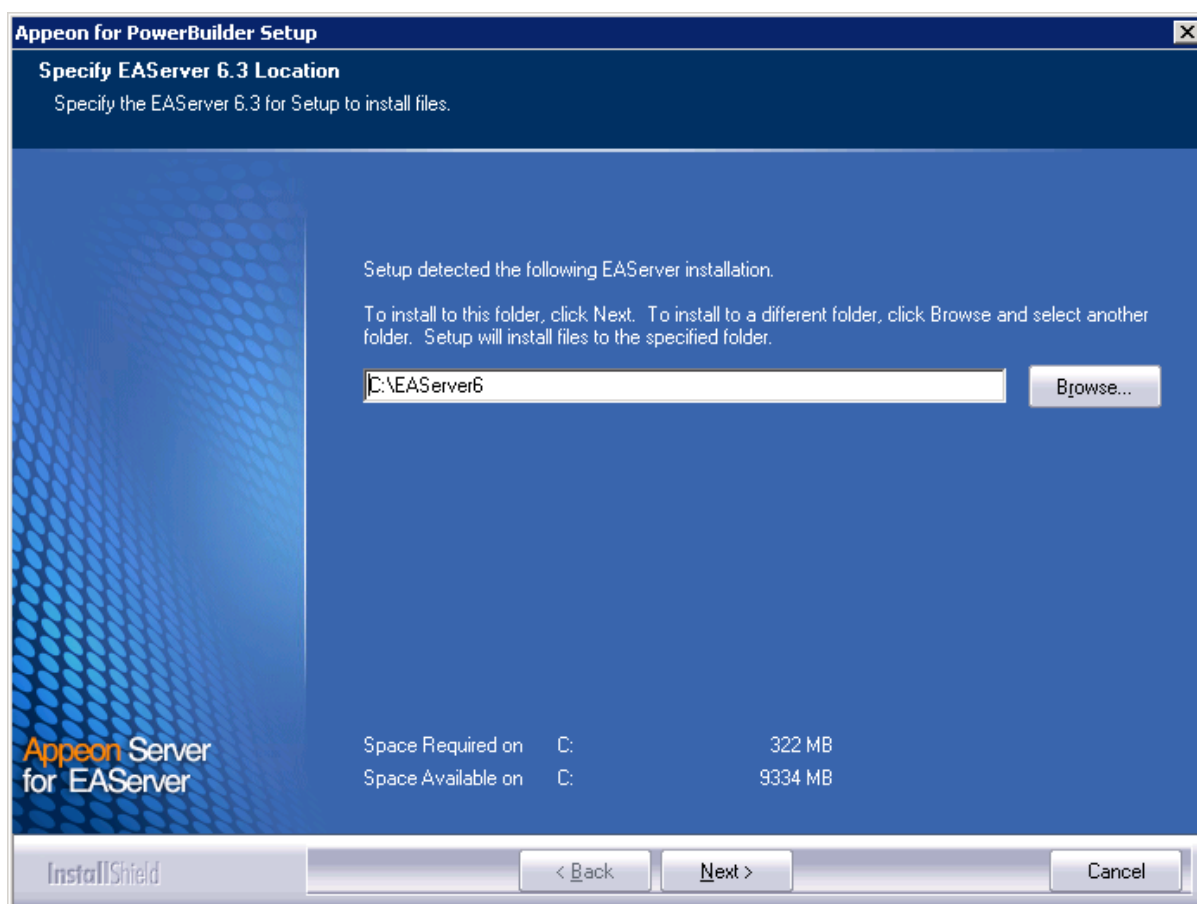 Appeon for PowerBuilder Setup
Specify EAServer 6.3 Location
Specify the EAServer 6.3 for Setup to install files.
Setup detected the following EAServer installation.
To install to this folder, click Next. To install to a different folder, click Browse and select another
folder. Setup will install files to the specified folder.
C:\EAServer6
Browse...
Space Required on C: 322 MB
Space Available on C: 9334 MB
Appeon Server
for EAServer
InstallShield
< Back
Next >
Cancel